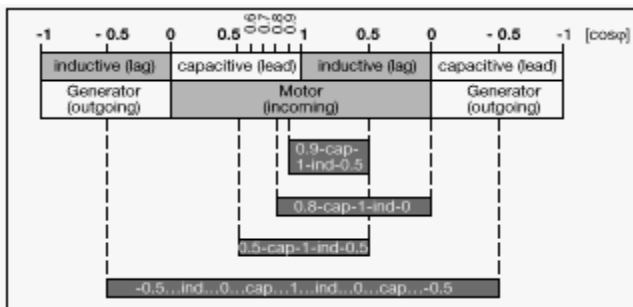 0.6 0.7 0.8 0.9
-1 - 0.5 0 0.5 1 0.5 0 - 0.5 -1 [cosφ]
inductive (lag) capacitive (lead) inductive (lag) capacitive (lead)
Generator Motor Generator
(outgoing) (incoming) (outgoing)
0.9-cap-
1-ind-0.5
0.8-cap-1-ind-0
0.5-cap-1-ind-0.5
-0.5...ind...0...cap...1...ind...0...cap...-0.5